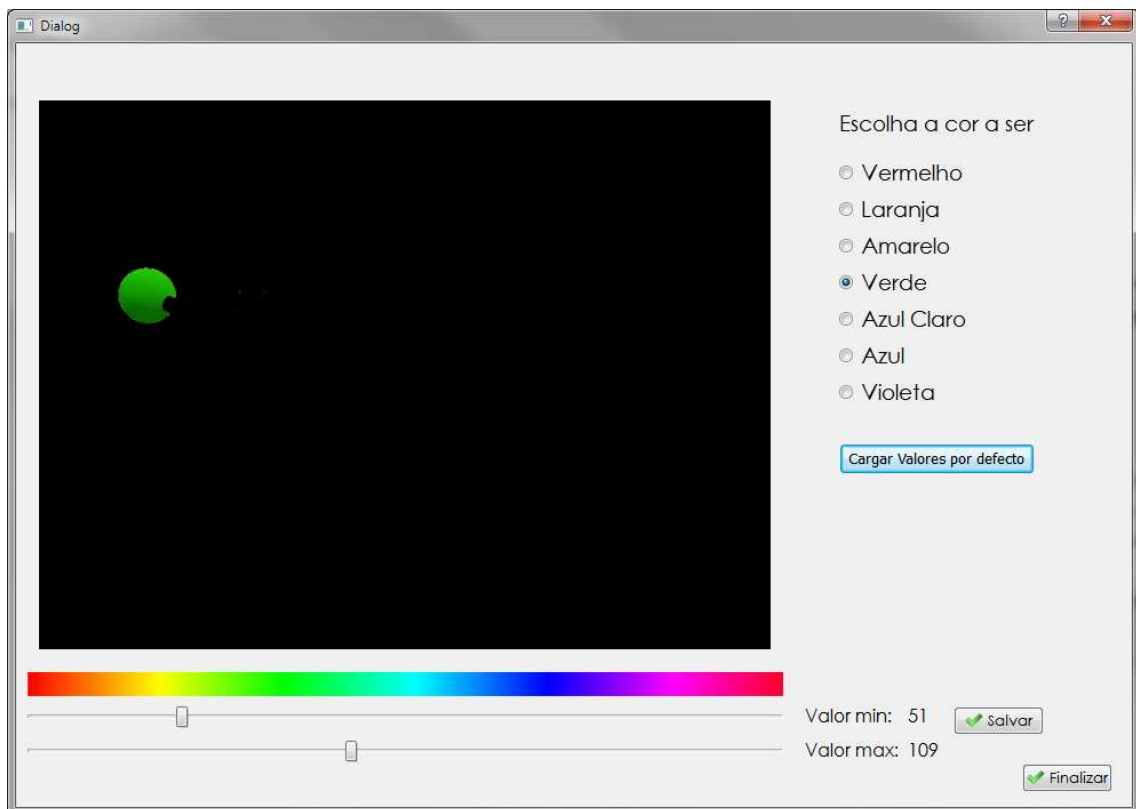 Dialog
?
Escolha a cor a ser
Vermelho
Laranja
Amarelo
Verde
Azul Claro
Azul
Violeta
Cargar Valores por defecto
Valor min: 51
Salvar
Valor max: 109
Finalizar